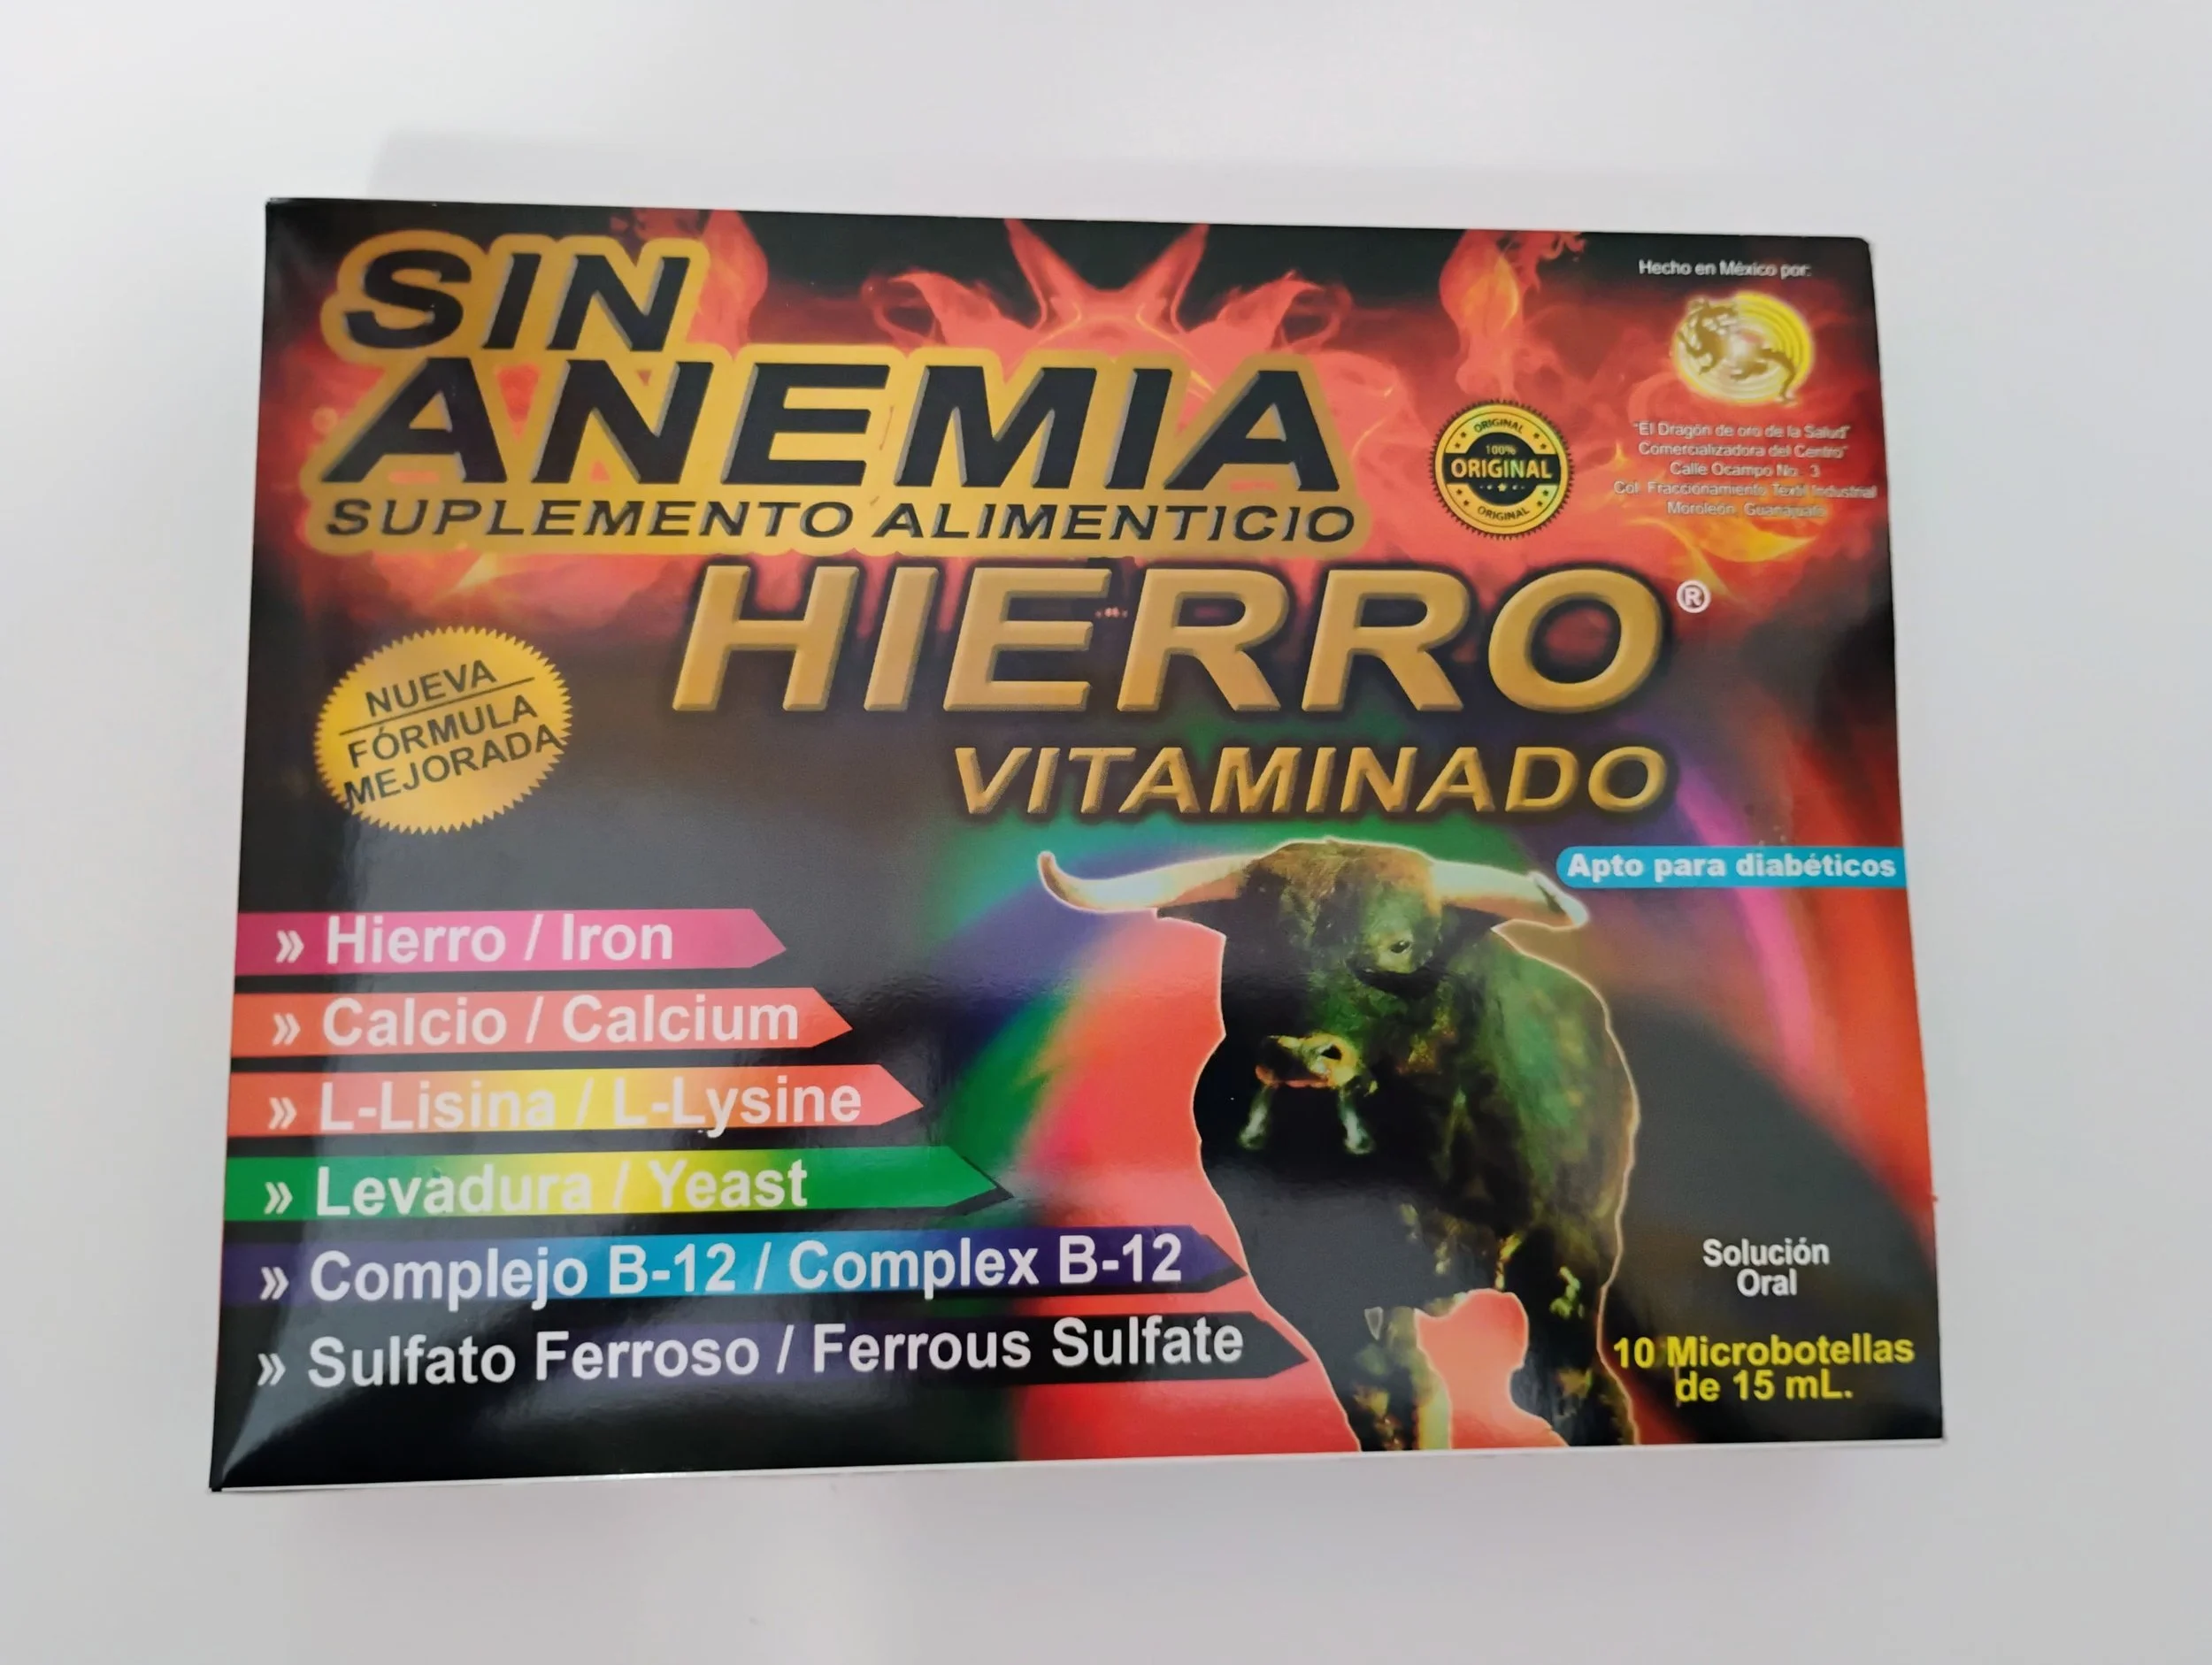 SIN
ANEMIA
SUPLEMENTO ALIMENTICIO
HIERRO®
VITAMINADO
Hecho en México por:
"El Dragón de oro de la Salud"
Comercializadora del Centro"
Calle Ocampo No. 3
Col. Fraccionamiento Textil Industrial
Moroleón, Guanajuato
ORIGINAL
100%
ORIGINAL
ORIGINAL
NUEVA
FÓRMULA
MEJORADA
Apto para diabéticos
» Hierro / Iron
» Calcio / Calcium
» L-Lisina / L-Lysine
» Levadura / Yeast
» Complejo B-12 / Complex B-12
» Sulfato Ferroso / Ferrous Sulfate
Solución
Oral
10 Microbotellas
de 15 mL.